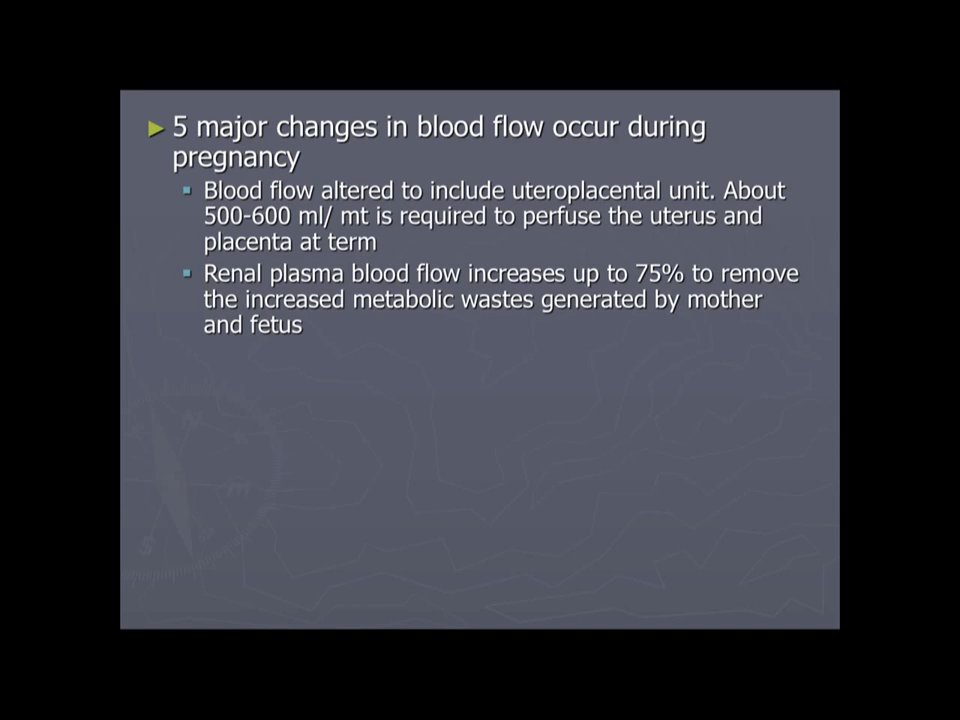 5 major changes in blood flow occur during
pregnancy
Blood flow altered to include uteroplacental unit. About
500-600 ml/ mt is required to perfuse the uterus and
placenta at term
Renal plasma blood flow increases up to 75% to remove
the increased metabolic wastes generated by mother
and fetus